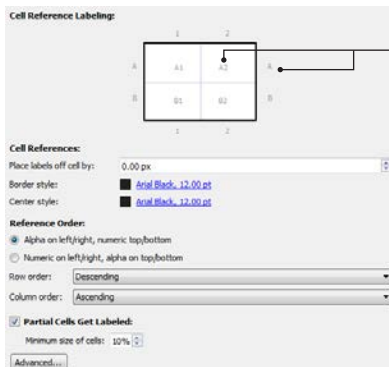 Cell Reference Labeling:
1 2
A A1 A2 A
B B1 B2 B
1 2
Cell References:
Place labels off cell by: 0.00 px
Border style: Arial Black, 12.00 pt
Center style: Arial Black, 12.00 pt
Reference Order:
Alpha on left/right, numeric top/bottom
Numeric on left/right, alpha on top/bottom
Row order: Descending
Column order: Ascending
Partial Cells Get Labeled:
Minimum size of cells: 10%
Advanced...